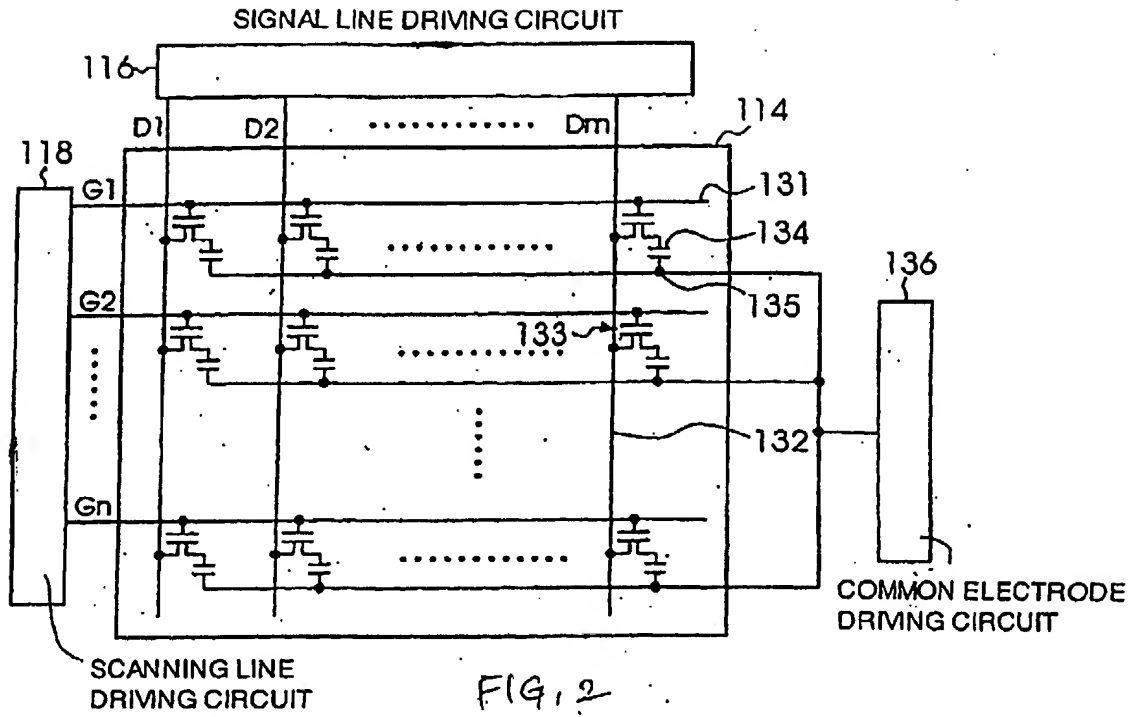 SIGNAL LINE DRIVING CIRCUIT
116
D1 D2 Dm
114
118
G1
131
134
135
136
G2
133
132
Gn
COMMON ELECTRODE
DRIVING CIRCUIT
SCANNING LINE
DRIVING CIRCUIT
FIG, 2